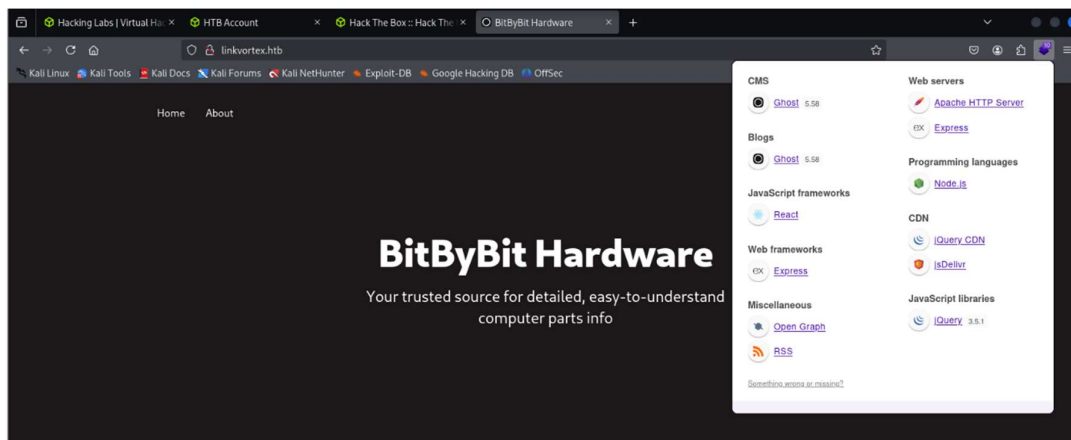 Hacking Labs | Virtual Hac
HTB Account
Hack The Box :: Hack The
BitByBit Hardware
linkvortex.htb
Kali Linux Kali Tools Kali Docs Kali Forums Kali NetHunter Exploit-DB Google Hacking DB OffSec
Home About
BitByBit Hardware
Your trusted source for detailed, easy-to-understand
computer parts info
CMS
Ghost 5.58
Blogs
Ghost 5.58
JavaScript frameworks
React
Web frameworks
Express
Miscellaneous
Open Graph
RSS
Something wrong or missing?
Web servers
Apache HTTP Server
Express
Programming languages
Node.js
CDN
jQuery CDN
jsDelivr
JavaScript libraries
jQuery 3.5.1